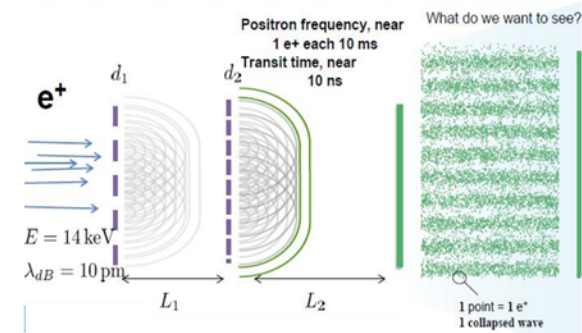 Positron frequency, near
1 e+ each 10 ms
Transit time, near
10 ns
What do we want to see?
d₁
d₂
e⁺
E = 14 keV
λ_dB = 10 pm
L₁
L₂
1 point = 1 e⁺
1 collapsed wave